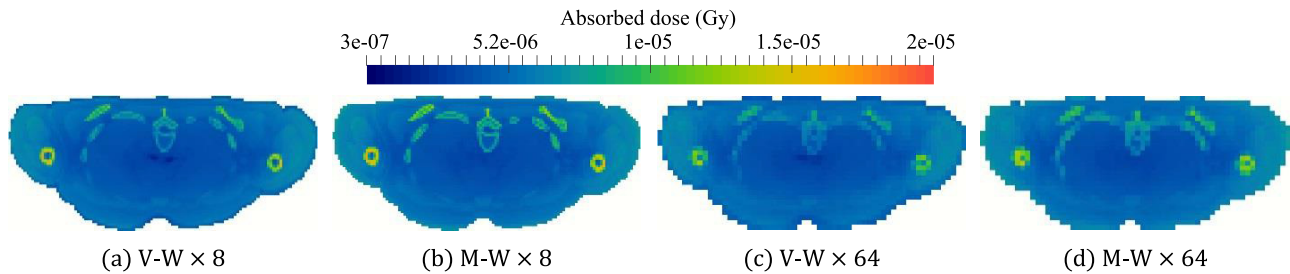 Absorbed dose (Gy)
3e-07 5.2e-06 1e-05 1.5e-05 2e-05
(a) V-W × 8 (b) M-W × 8 (c) V-W × 64 (d) M-W × 64